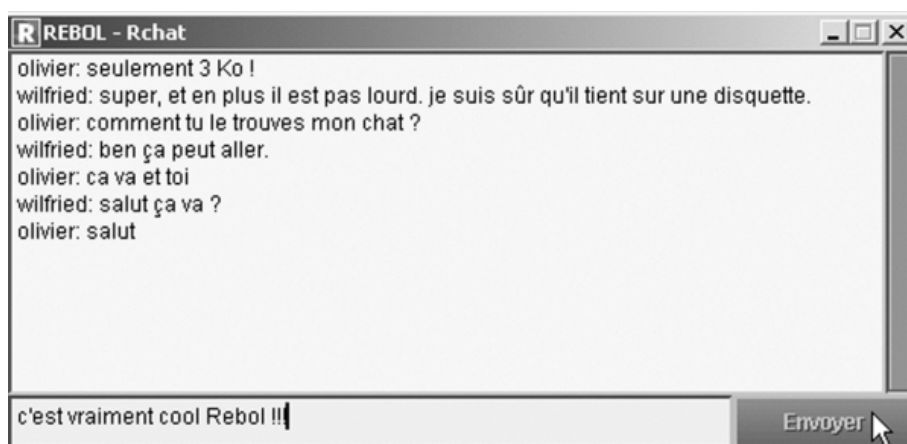 R REBOL - Rchat
olivier: seulement 3 Ko !
wilfried: super, et en plus il est pas lourd. je suis sûr qu'il tient sur une disquette.
olivier: comment tu le trouves mon chat ?
wilfried: ben ça peut aller.
olivier: ca va et toi
wilfried: salut ça va ?
olivier: salut
c'est vraiment cool Rebol !!!
Envoyer